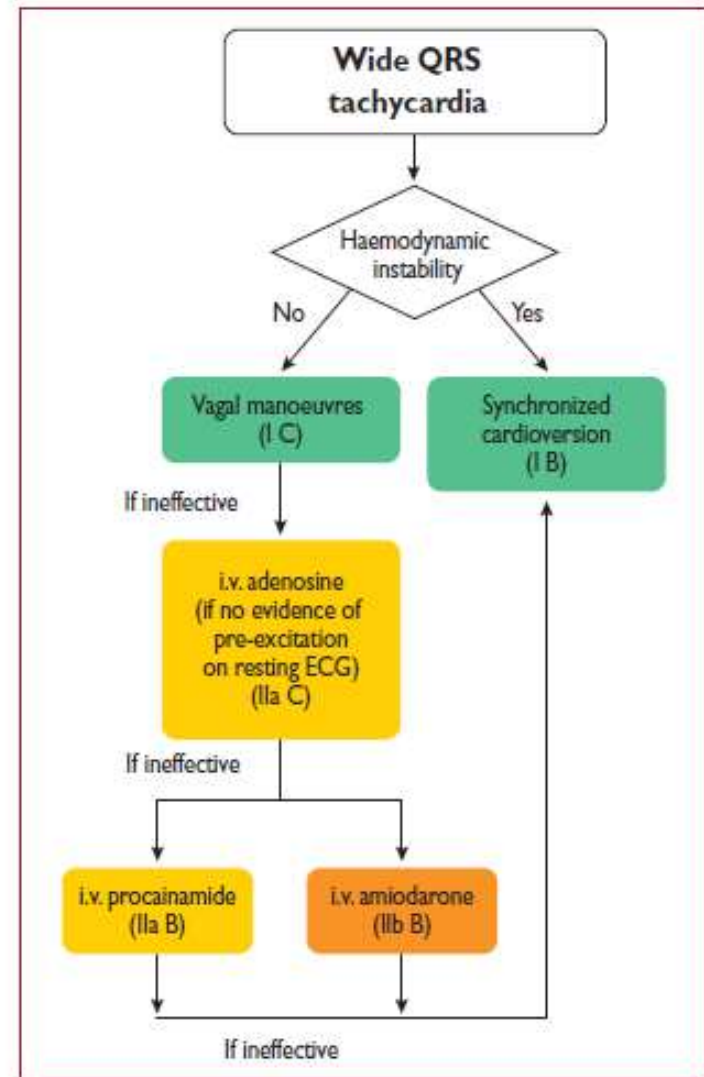 Wide QRS
tachycardia
Haemodynamic
instability
No
Yes
Vagal manoeuvres
(I C)
Synchronized
cardioversion
(I B)
If ineffective
i.v. adenosine
(if no evidence of
pre-excitation
on resting ECG)
(IIa C)
If ineffective
i.v. procainamide
(IIa B)
i.v. amiodarone
(IIb B)
If ineffective